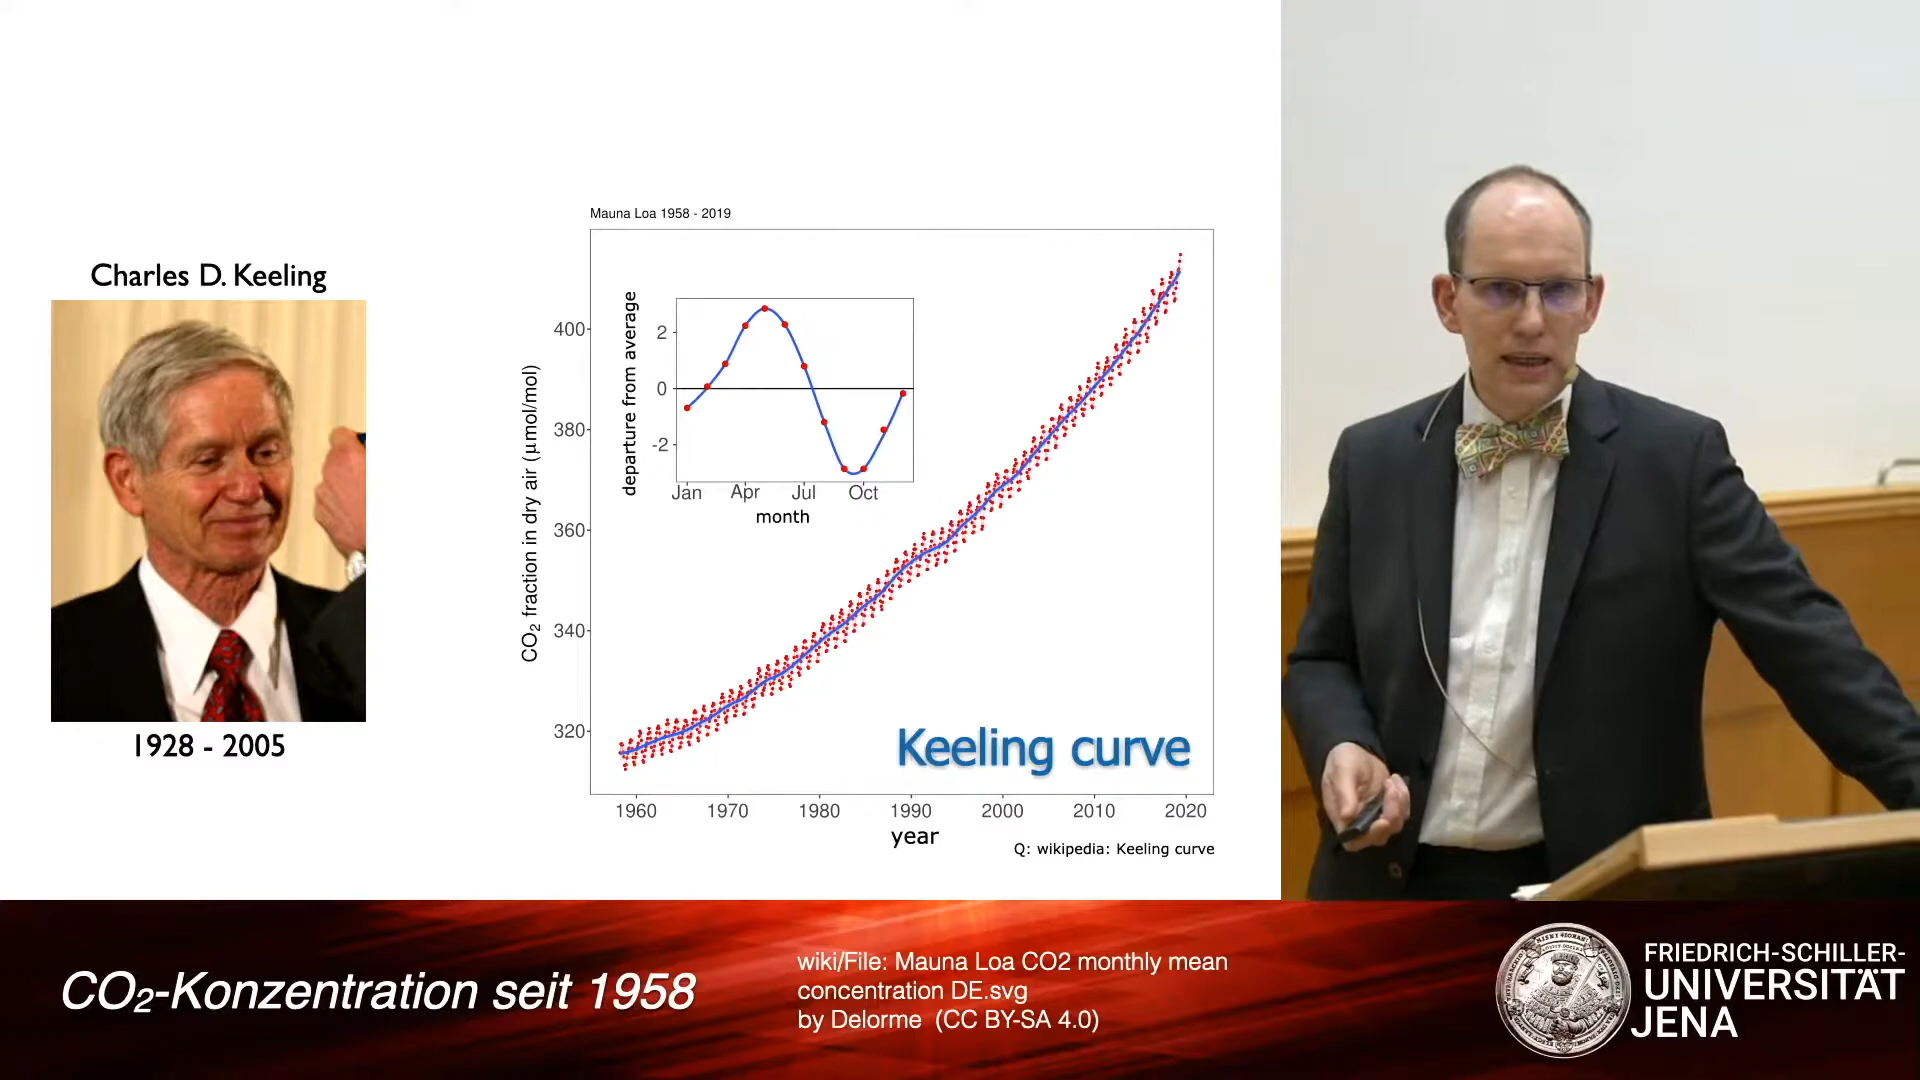 Charles D. Keeling
1928 - 2005
Mauna Loa 1958 - 2019
CO2 fraction in dry air (µmol/mol)
400
380
360
340
320
departure from average
2
0
-2
Jan Apr Jul Oct
month
Keeling curve
1960 1970 1980 1990 2000 2010 2020
year
Q: wikipedia: Keeling curve
CO2-Konzentration seit 1958
wiki/File: Mauna Loa CO2 monthly mean
concentration DE.svg
by Delorme (CC BY-SA 4.0)
FRIEDRICH-SCHILLER-
UNIVERSITÄT
JENA